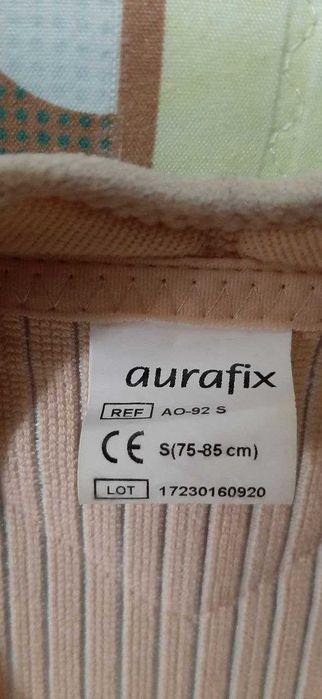 aurafix
REF AO-92 S
CE S(75-85 cm)
LOT 17230160920